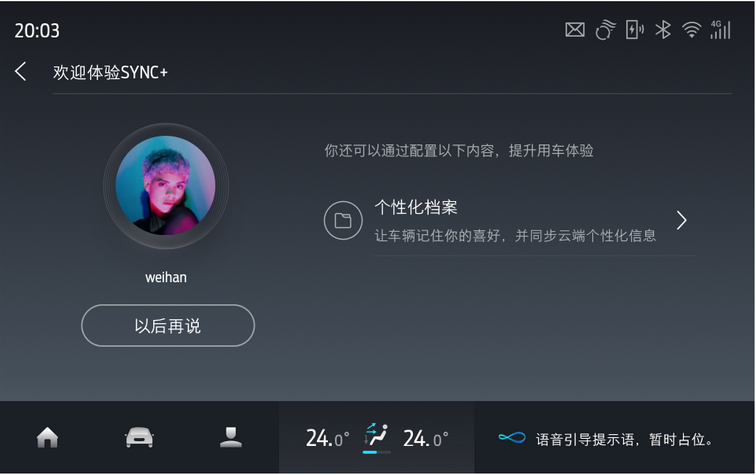 20:03
4G
欢迎体验SYNC+
你还可以通过配置以下内容，提升用车体验
个性化档案
让车辆记住你的喜好，并同步云端个性化信息
weihan
以后再说
24.0° 24.0° 语音引导提示语，暂时占位。